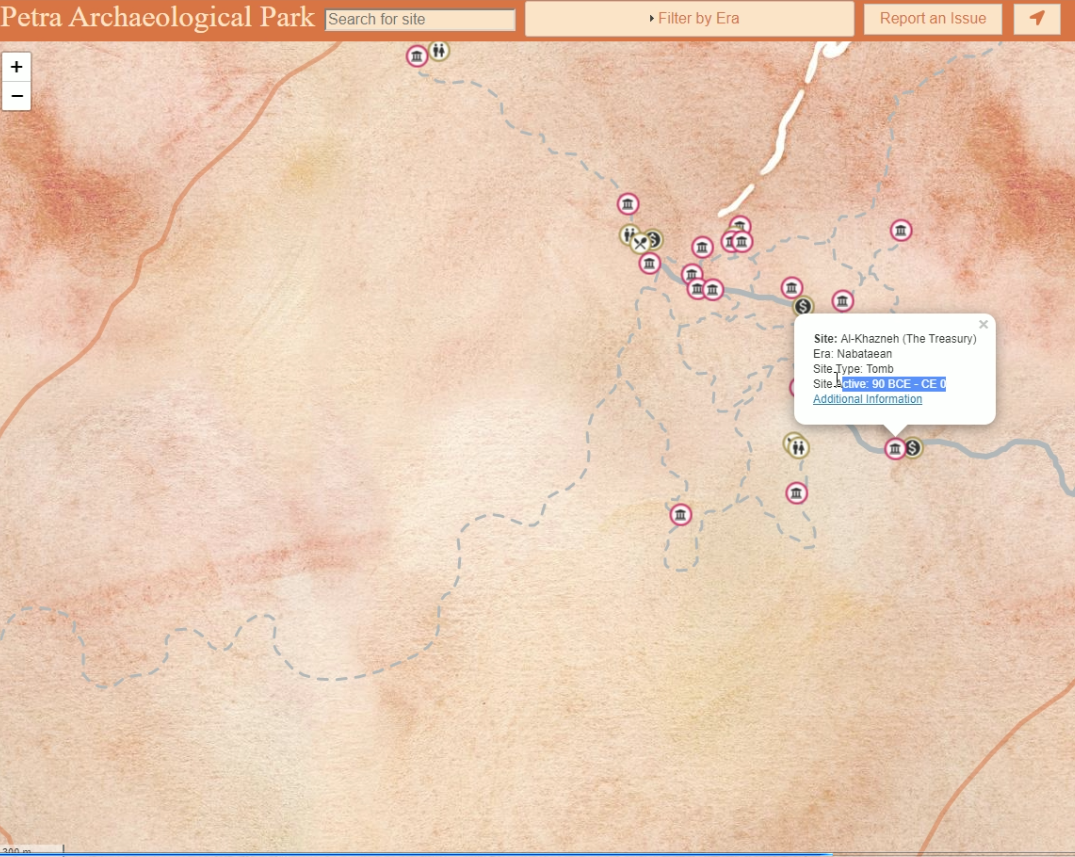 Petra Archaeological Park
Search for site
Filter by Era
Report an Issue
+
−
×
Site: Al-Khazneh (The Treasury)
Era: Nabataean
Site Type: Tomb
Site Active: 90 BCE - CE 0
Additional Information
300 m